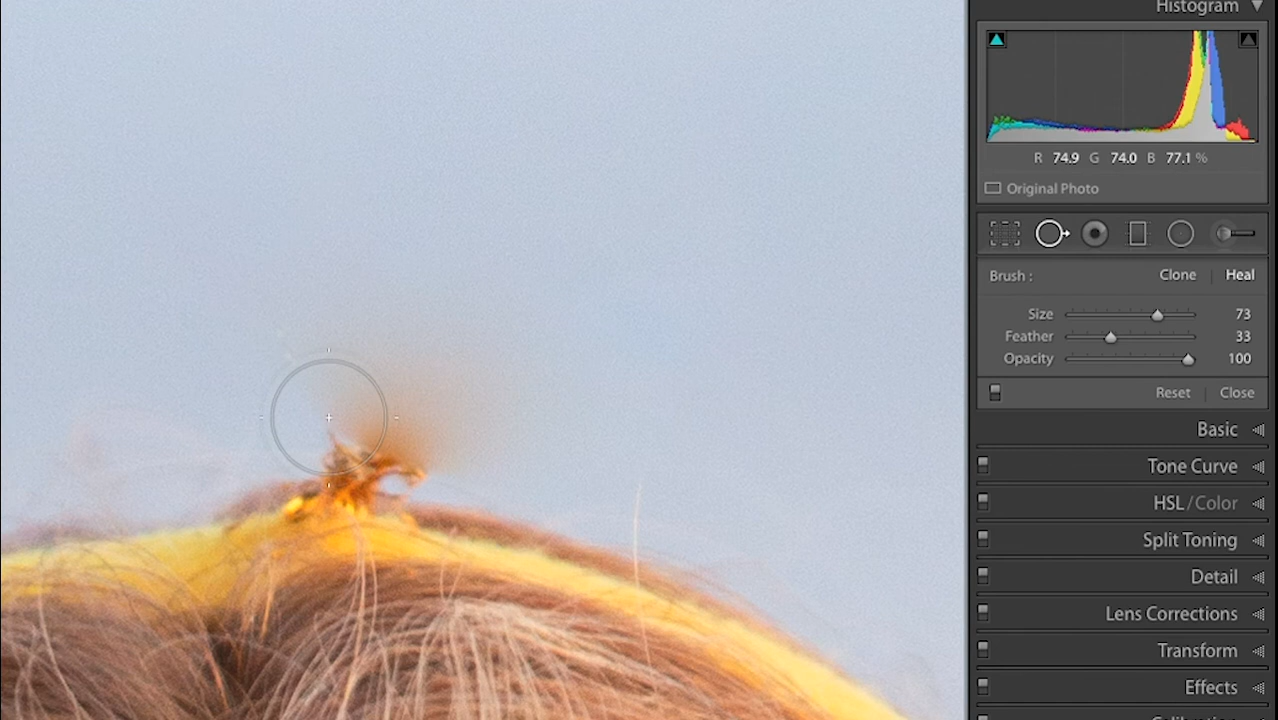 Histogram
R 74.9 G 74.0 B 77.1 %
Original Photo
Brush : Clone Heal
Size 73
Feather 33
Opacity 100
Reset Close
Basic
Tone Curve
HSL / Color
Split Toning
Detail
Lens Corrections
Transform
Effects